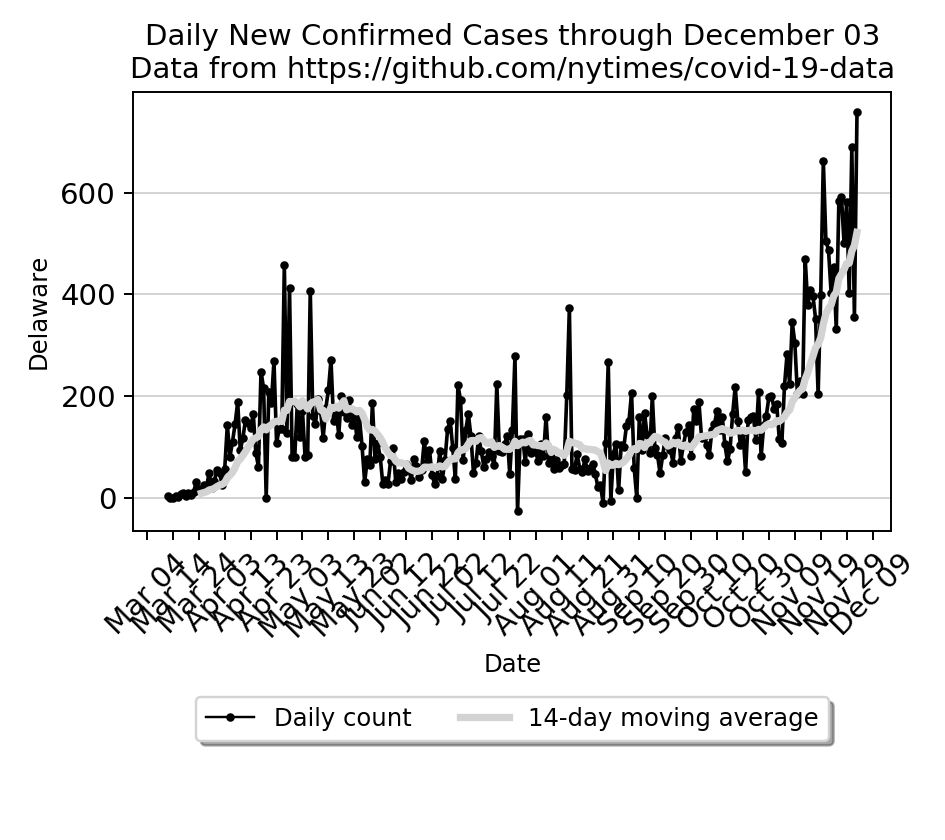 Daily New Confirmed Cases through December 03
Data from https://github.com/nytimes/covid-19-data
Delaware
600
400
200
0
Mar 04
Mar 14
Mar 24
Apr 03
Apr 13
Apr 23
May 03
May 13
May 23
Jun 02
Jun 12
Jun 22
Jul 02
Jul 12
Jul 22
Aug 01
Aug 11
Aug 21
Aug 31
Sep 10
Sep 20
Sep 30
Oct 10
Oct 20
Oct 30
Nov 09
Nov 19
Nov 29
Dec 09
Date
Daily count
14-day moving average